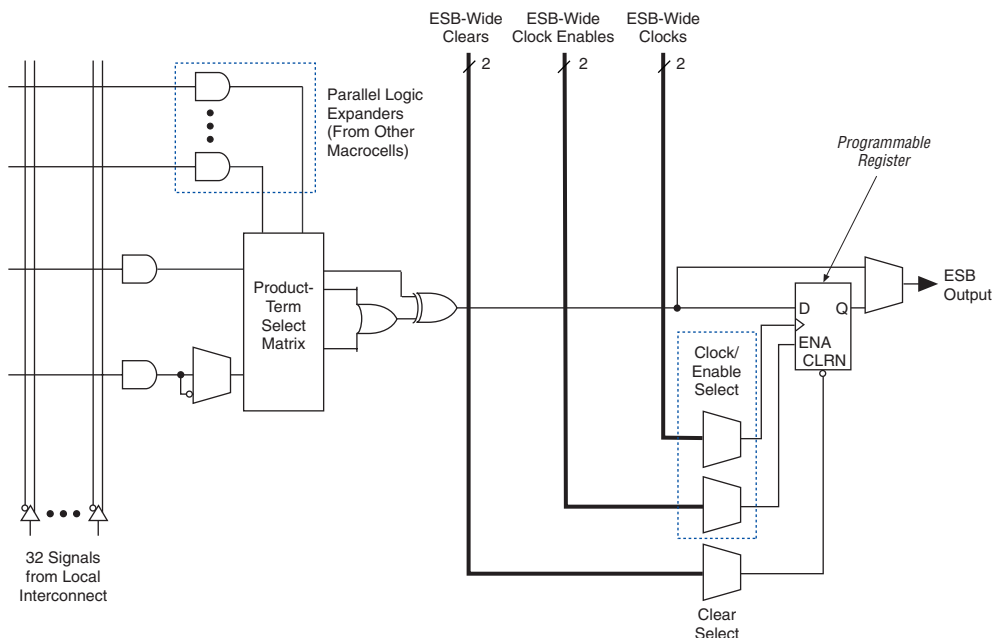 ESB-Wide
Clears
ESB-Wide
Clock Enables
ESB-Wide
Clocks
2
2
2
Parallel Logic
Expanders
(From Other
Macrocells)
Programmable
Register
Product-
Term
Select
Matrix
ESB
Output
D
Q
ENA
CLRN
Clock/
Enable
Select
32 Signals
from Local
Interconnect
Clear
Select